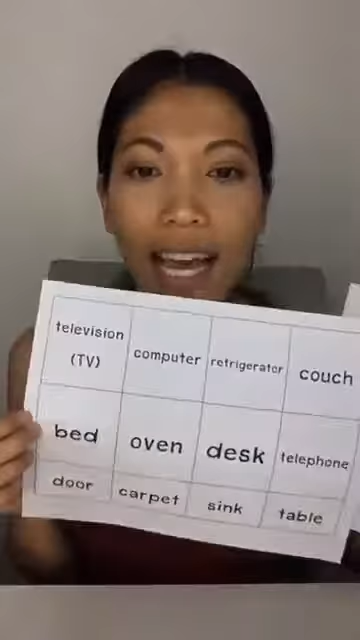 television
(TV)
computer
refrigerator
couch
bed
oven
desk
telephone
door
carpet
sink
table